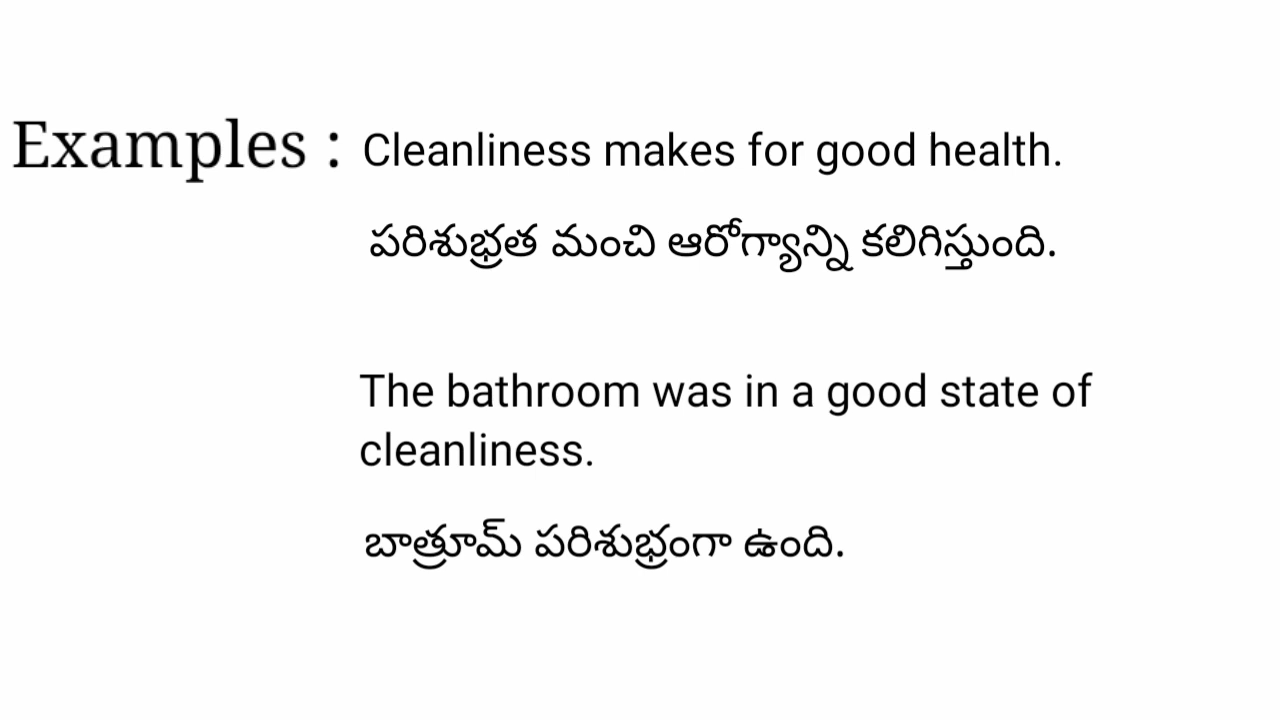 Examples : Cleanliness makes for good health.
పరిశుభ్రత మంచి ఆరోగ్యాన్ని కలిగిస్తుంది.
The bathroom was in a good state of
cleanliness.
బాత్రూమ్ పరిశుభ్రంగా ఉంది.